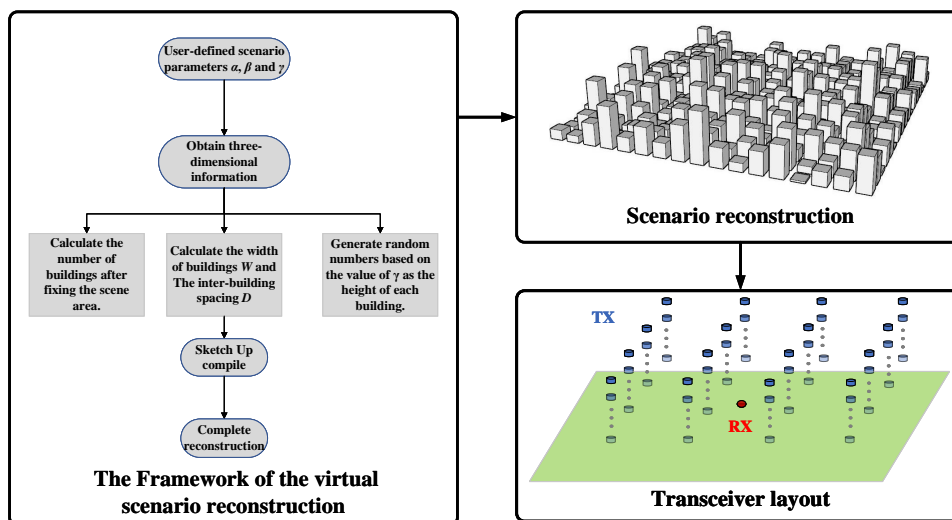 User-defined scenario
parameters α, β and γ
Obtain three-
dimensional
information
Calculate the
number of
buildings after
fixing the scene
area.
Calculate the width
of buildings W and
The inter-building
spacing D
Generate random
numbers based on
the value of γ as the
height of each
building.
Sketch Up
compile
Complete
reconstruction
The Framework of the virtual
scenario reconstruction
Scenario reconstruction
TX
RX
Transceiver layout